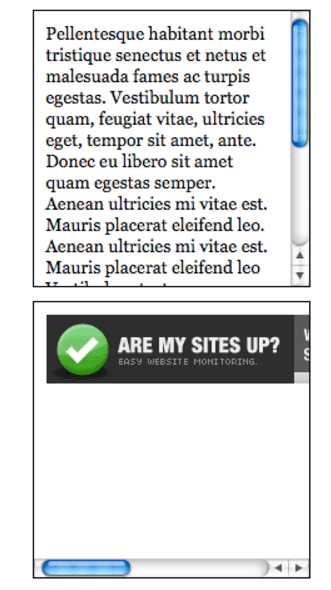 Pellentesque habitant morbi
tristique senectus et netus et
malesuada fames ac turpis
egestas. Vestibulum tortor
quam, feugiat vitae, ultricies
eget, tempor sit amet, ante.
Donec eu libero sit amet
quam egestas semper.
Aenean ultricies mi vitae est.
Mauris placerat eleifend leo.
Aenean ultricies mi vitae est.
Mauris placerat eleifend leo
ARE MY SITES UP?
EASY WEBSITE MONITORING.